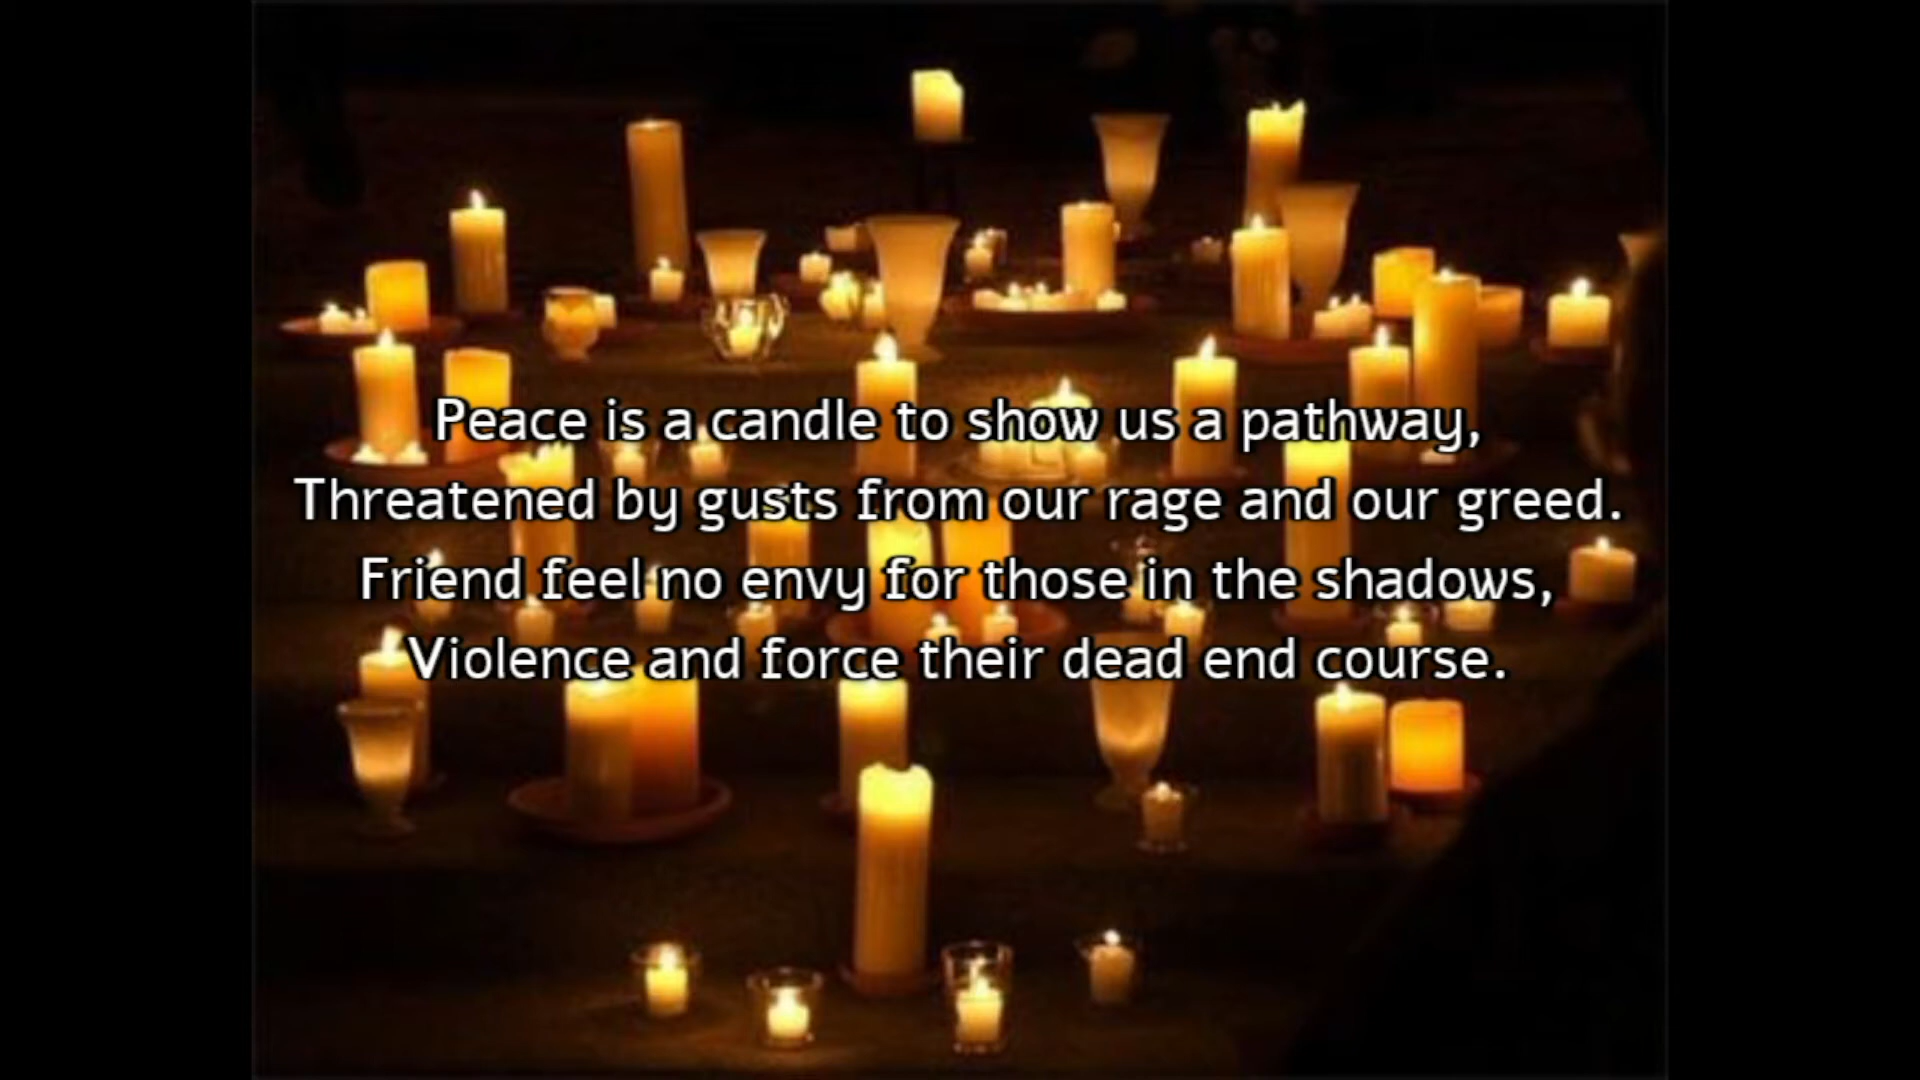 Peace is a candle to show us a pathway,
Threatened by gusts from our rage and our greed.
Friend feel no envy for those in the shadows,
Violence and force their dead end course.